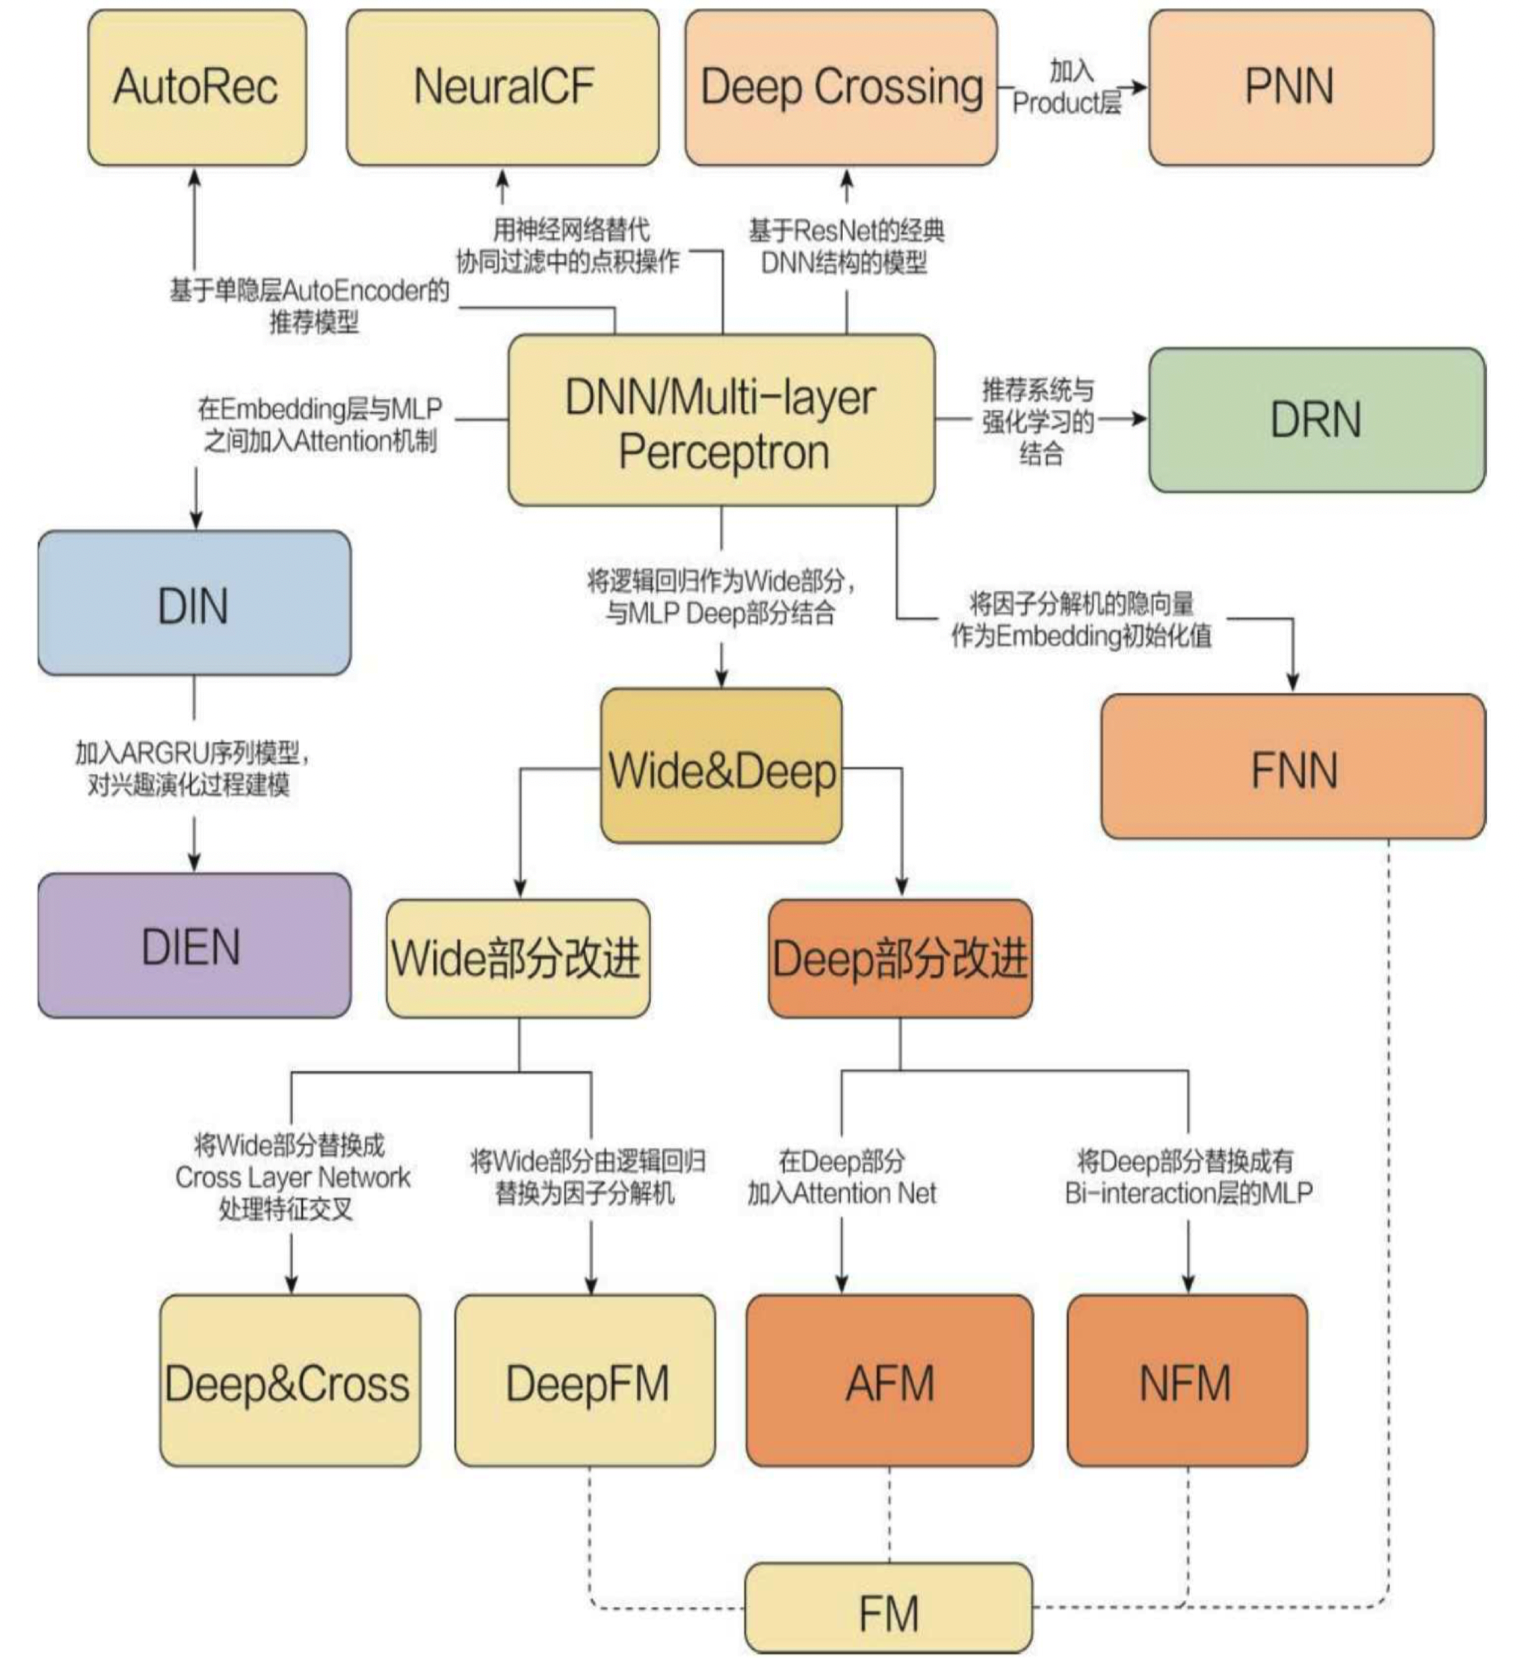 AutoRec
NeuralCF
Deep Crossing
加入
Product层
PNN
用神经网络替代
协同过滤中的点积操作
基于ResNet的经典
DNN结构的模型
基于单隐层AutoEncoder的
推荐模型
DNN/Multi-layer
Perceptron
在Embedding层与MLP
之间加入Attention机制
推荐系统与
强化学习的
结合
DRN
DIN
将逻辑回归作为Wide部分，
与MLP Deep部分结合
将因子分解机的隐向量
作为Embedding初始化值
加入ARGRU序列模型，
对兴趣演化过程建模
Wide&Deep
FNN
DIEN
Wide部分改进
Deep部分改进
将Wide部分替换成
Cross Layer Network
处理特征交叉
将Wide部分由逻辑回归
替换为因子分解机
在Deep部分
加入Attention Net
将Deep部分替换成有
Bi-interaction层的MLP
Deep&Cross
DeepFM
AFM
NFM
FM